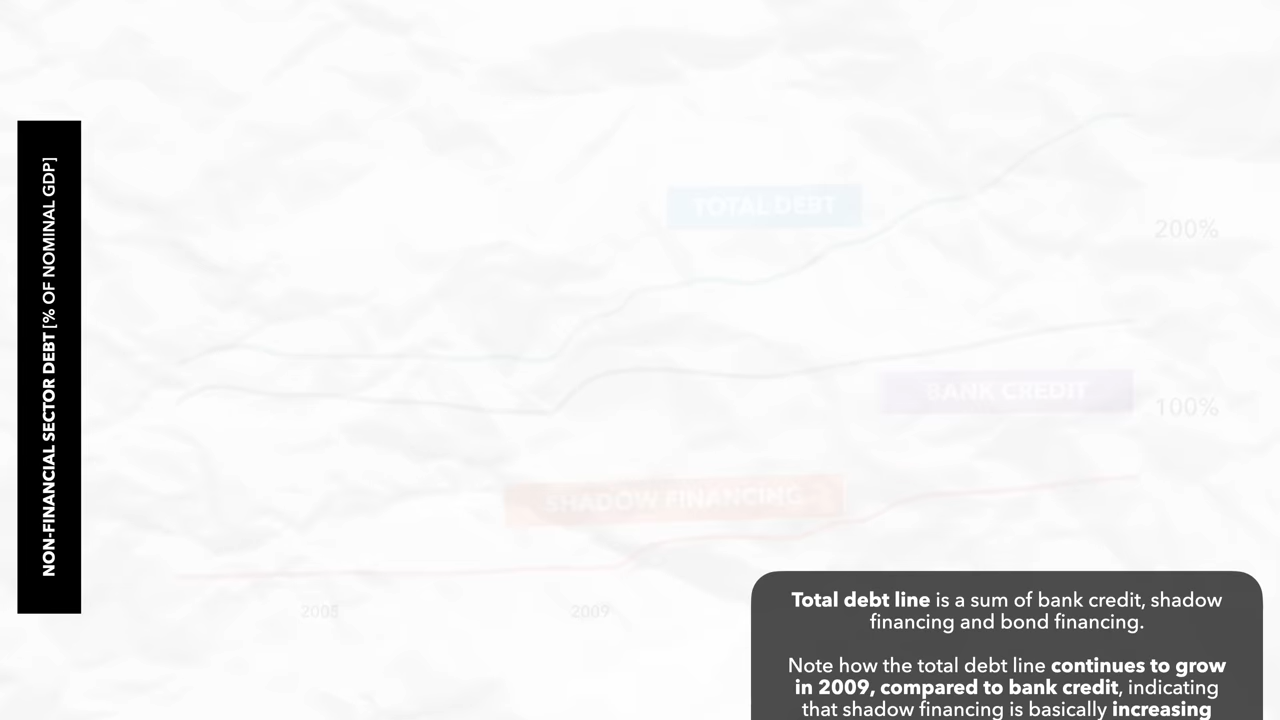 NON-FINANCIAL SECTOR DEBT [% OF NOMINAL GDP]
TOTAL DEBT
200%
BANK CREDIT
100%
SHADOW FINANCING
2005
2009
Total debt line is a sum of bank credit, shadow
financing and bond financing.
Note how the total debt line continues to grow
in 2009, compared to bank credit, indicating
that shadow financing is basically increasing